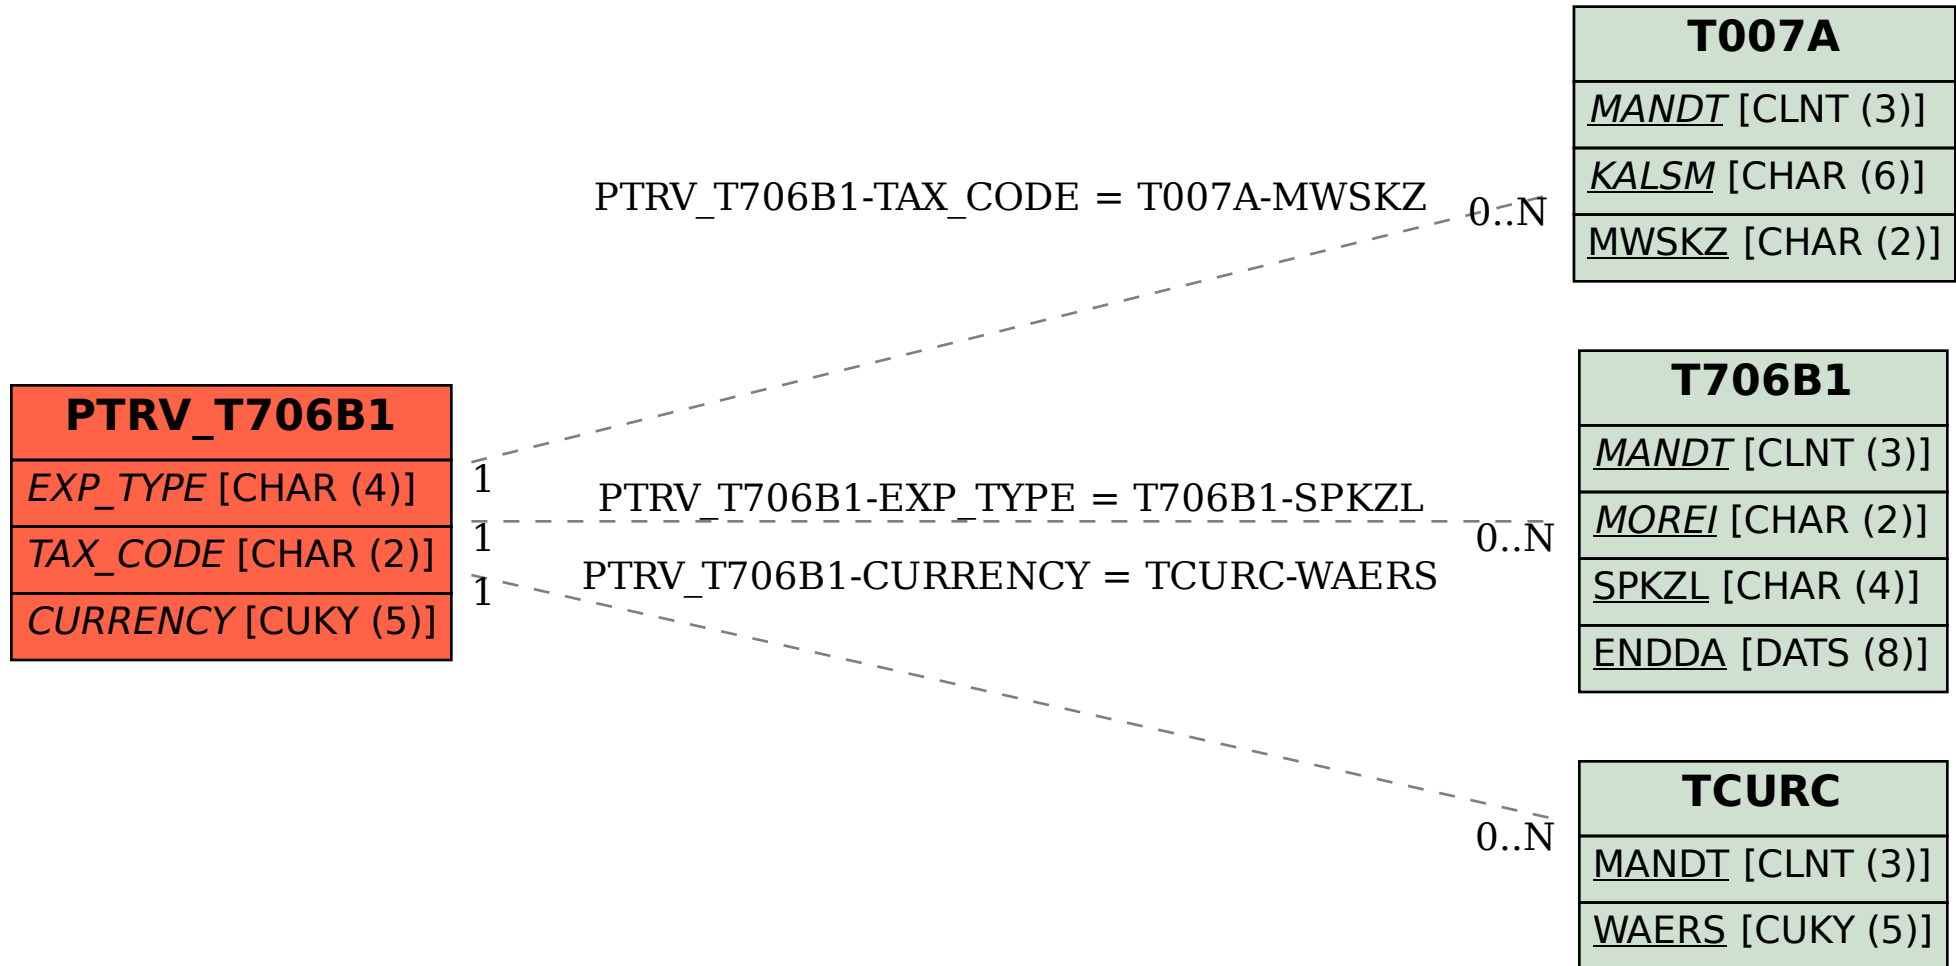 T007A
MANDT [CLNT (3)]
KALSM [CHAR (6)]
MWSKZ [CHAR (2)]
PTRV_T706B1-TAX_CODE = T007A-MWSKZ
0..N
PTRV_T706B1
EXP_TYPE [CHAR (4)]
TAX_CODE [CHAR (2)]
CURRENCY [CUKY (5)]
1
PTRV_T706B1-EXP_TYPE = T706B1-SPKZL
1
0..N
PTRV_T706B1-CURRENCY = TCURC-WAERS
1
0..N
T706B1
MANDT [CLNT (3)]
MOREI [CHAR (2)]
SPKZL [CHAR (4)]
ENDDA [DATS (8)]
TCURC
MANDT [CLNT (3)]
WAERS [CUKY (5)]